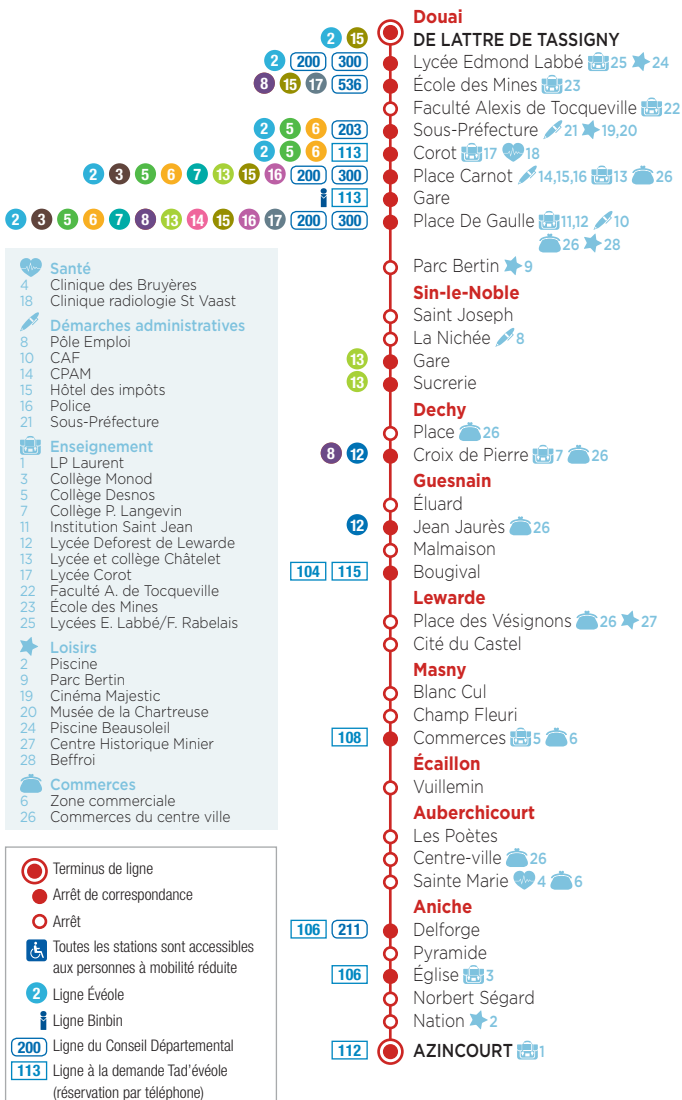 Douai
2 15 DE LATTRE DE TASSIGNY
2 200 300 Lycée Edmond Labbé 25 24
8 15 17 536 École des Mines 23
Faculté Alexis de Tocqueville 22
2 5 6 203 Sous-Préfecture 21 19,20
2 5 6 113 Corot 17 18
2 3 5 6 7 13 15 16 200 300 Place Carnot 14,15,16 13 26
113 Gare
2 3 5 6 7 8 13 14 15 16 17 200 300 Place De Gaulle 11,12 10
26 28
Parc Bertin 9
Sin-le-Noble
Saint Joseph
La Nichée 8
13 Gare
13 Sucrerie
Dechy
Place 26
8 12 Croix de Pierre 7 26
Guesnain
Éluard
12 Jean Jaurès 26
Malmaison
104 115 Bougival
Lewarde
Place des Vésignons 26 27
Cité du Castel
Masny
Blanc Cul
Champ Fleuri
108 Commerces 5 6
Écaillon
Vuillemin
Auberchicourt
Les Poètes
Centre-ville 26
Sainte Marie 4 6
Aniche
106 211 Delforge
Pyramide
106 Église 3
Norbert Ségard
Nation 2
112 AZINCOURT 1
Santé
4 Clinique des Bruyères
18 Clinique radiologie St Vaast
Démarches administratives
8 Pôle Emploi
10 CAF
14 CPAM
15 Hôtel des impôts
16 Police
21 Sous-Préfecture
Enseignement
1 LP Laurent
3 Collège Monod
5 Collège Desnos
7 Collège P. Langevin
11 Institution Saint Jean
12 Lycée Deforest de Lewarde
13 Lycée et collège Châtelet
17 Lycée Corot
22 Faculté A. de Tocqueville
23 École des Mines
25 Lycées E. Labbé/F. Rabelais
Loisirs
2 Piscine
9 Parc Bertin
19 Cinéma Majestic
20 Musée de la Chartreuse
24 Piscine Beausoleil
27 Centre Historique Minier
28 Beffroi
Commerces
6 Zone commerciale
26 Commerces du centre ville
Terminus de ligne
Arrêt de correspondance
Arrêt
Toutes les stations sont accessibles
aux personnes à mobilité réduite
2 Ligne Évéole
Ligne Binbin
200 Ligne du Conseil Départemental
113 Ligne à la demande Tad'évéole
(réservation par téléphone)